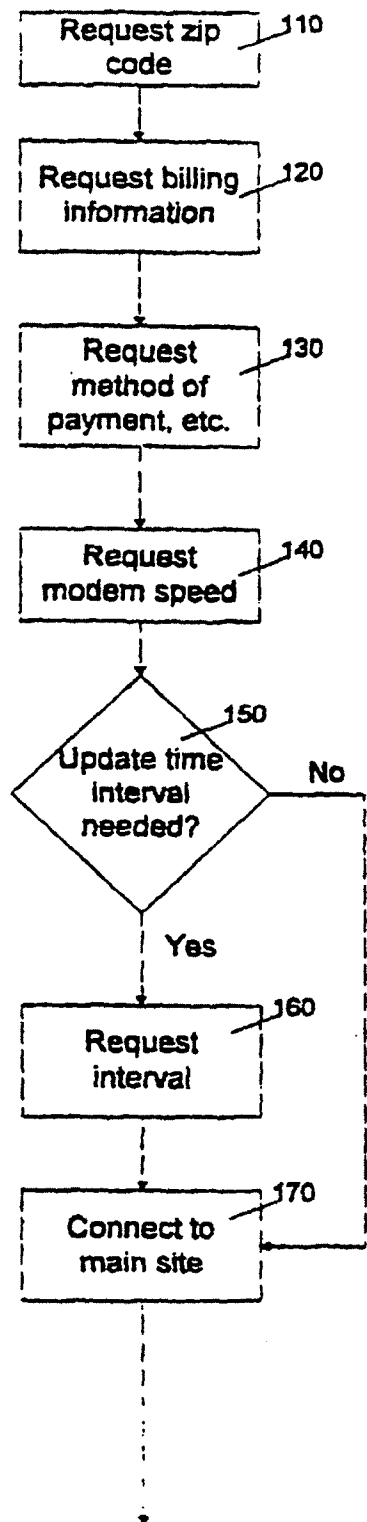 Request zip
code
110
Request billing
information
120
Request
method of
payment, etc.
130
Request
modem speed
140
150
Update time
interval
needed?
No
Yes
160
Request
interval
170
Connect to
main site